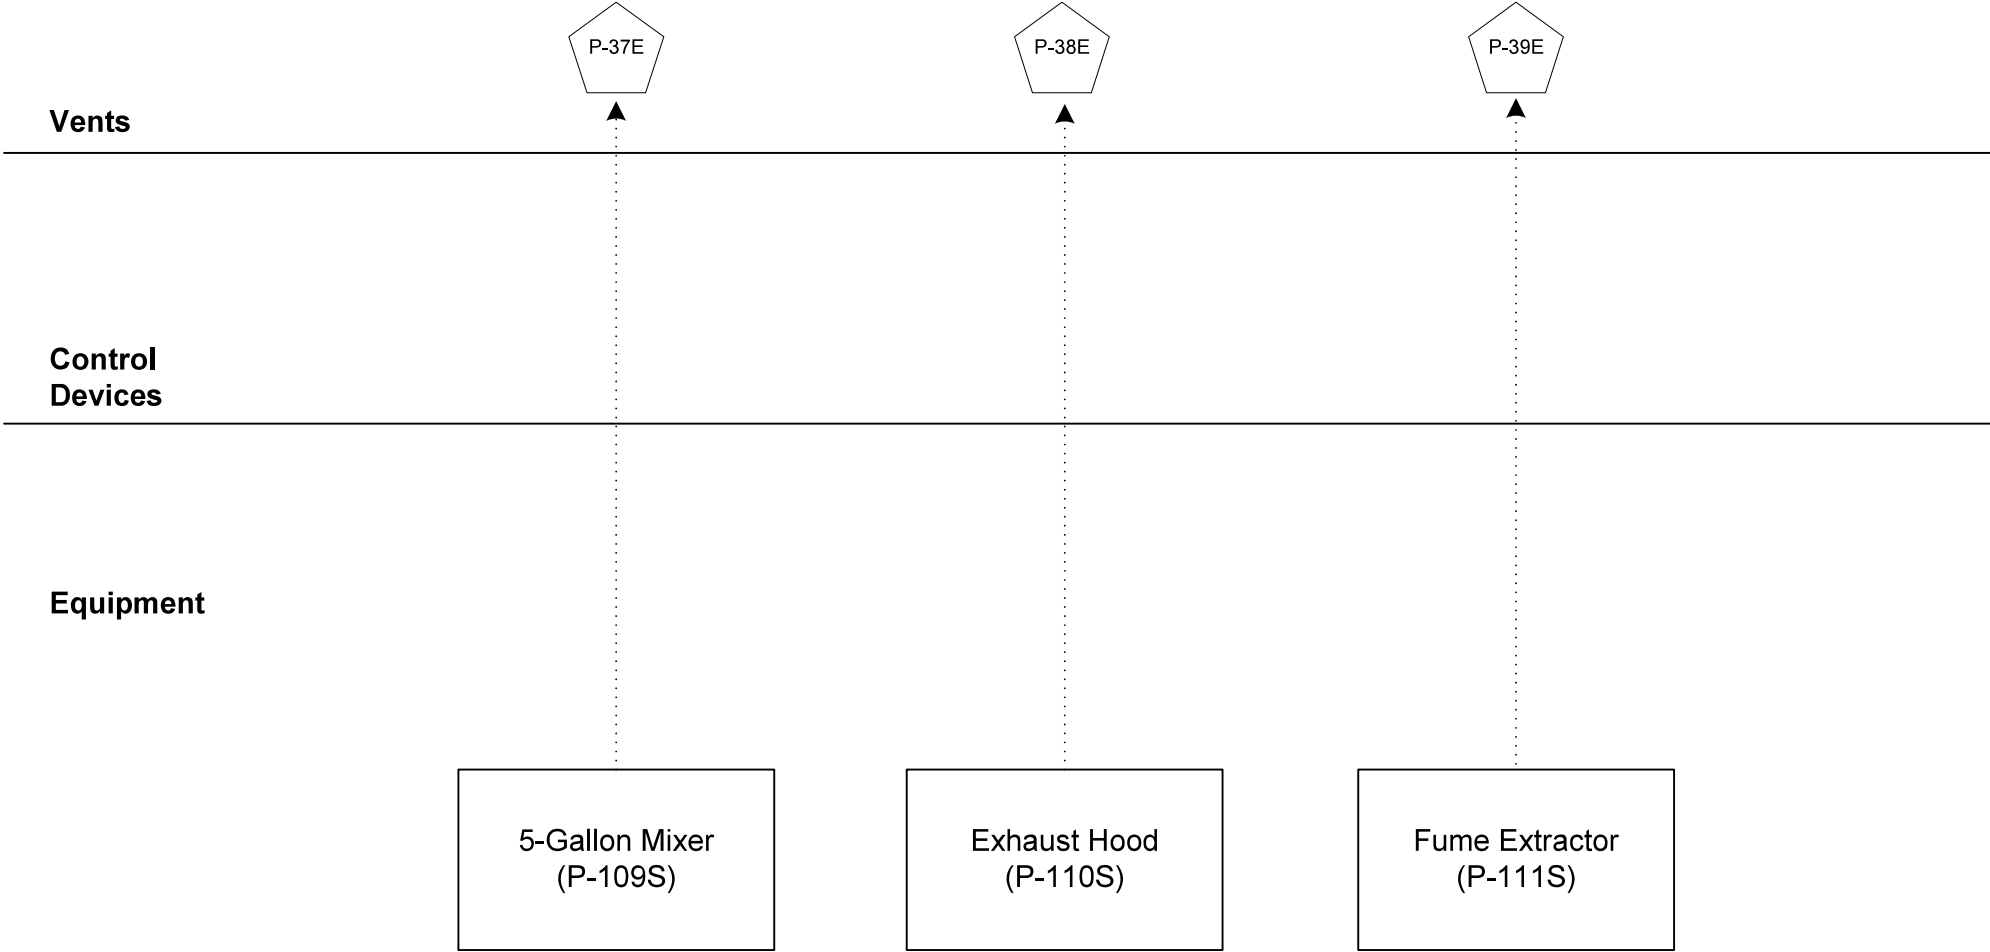 P-37E
P-38E
P-39E
Vents
Control
Devices
Equipment
5-Gallon Mixer
(P-109S)
Exhaust Hood
(P-110S)
Fume Extractor
(P-111S)